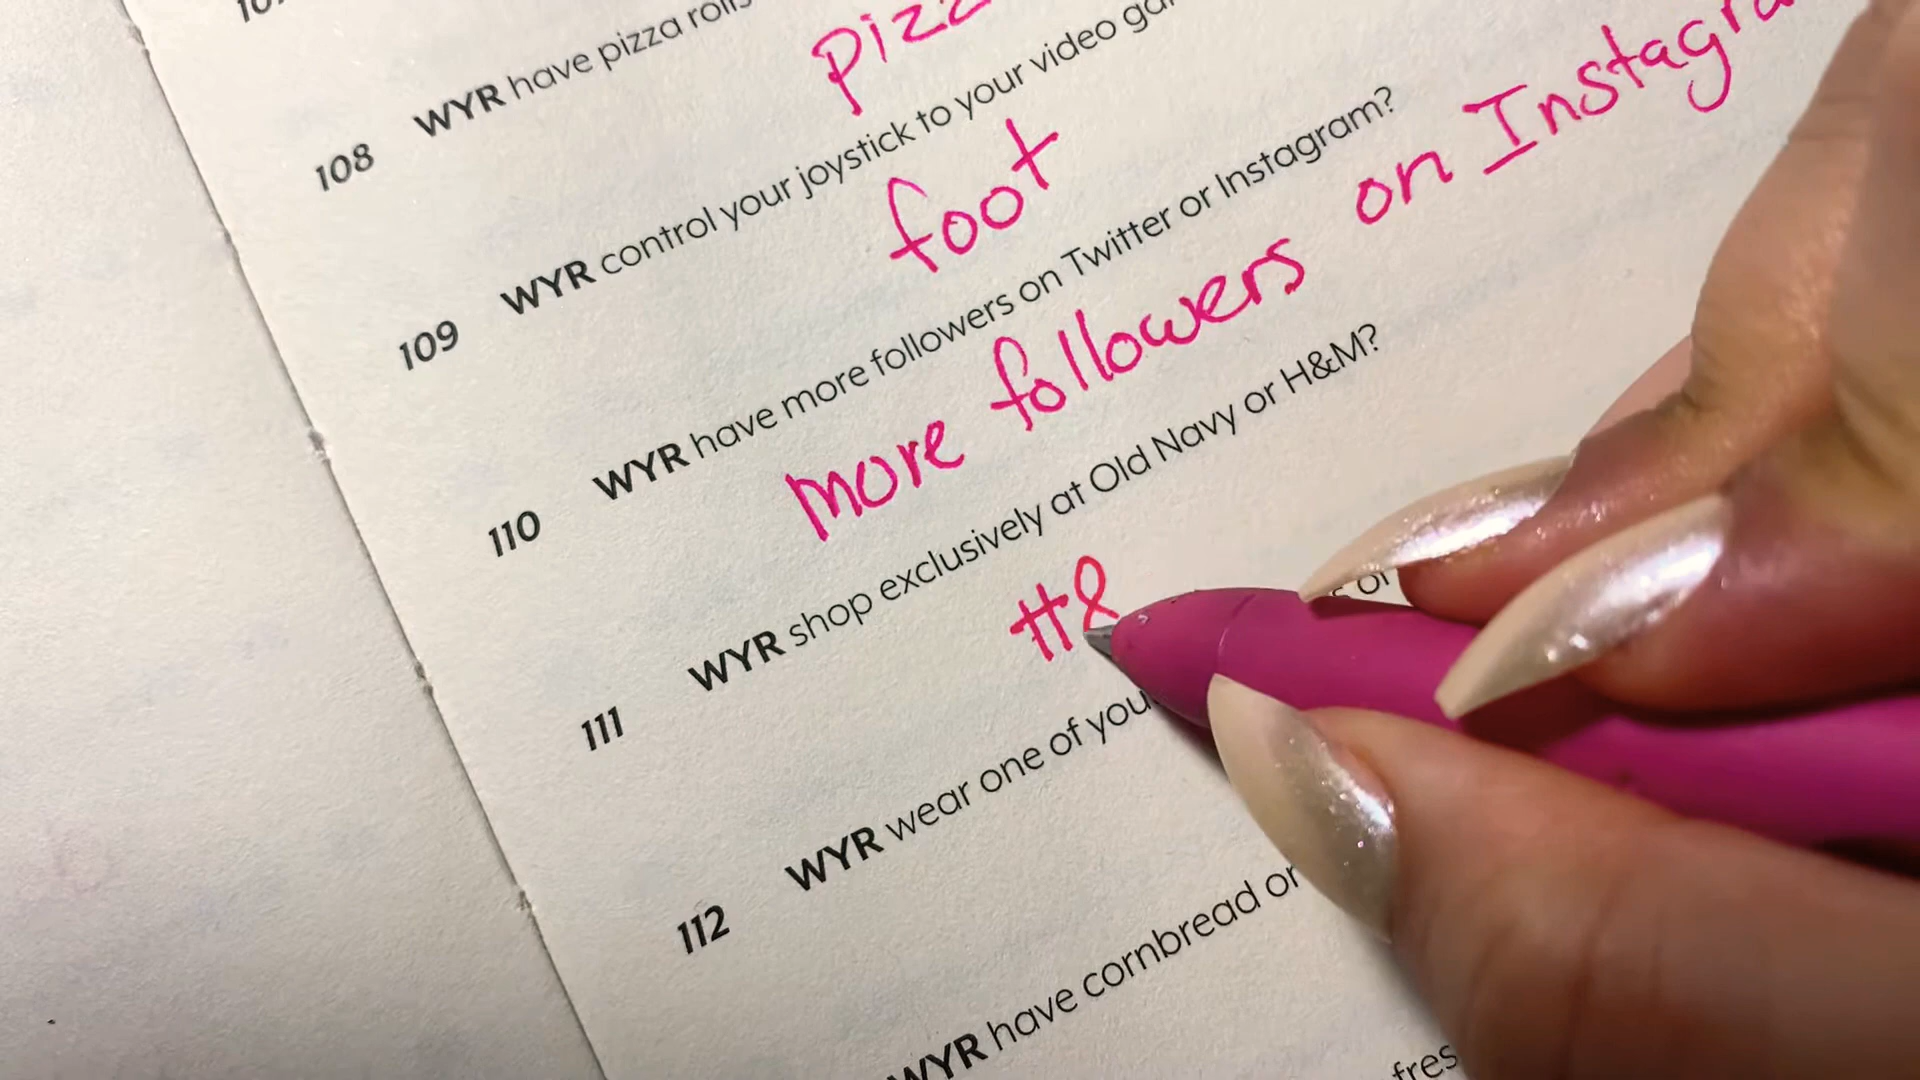 WYR have pizza rolls
108
WYR control your joystick to your video
foot
109
WYR have more followers on Twitter or Instagram?
more followers on Instagra
110
WYR shop exclusively at Old Navy or H&M?
H&
111
WYR wear one of you
or
112
WYR have cornbread or
fres